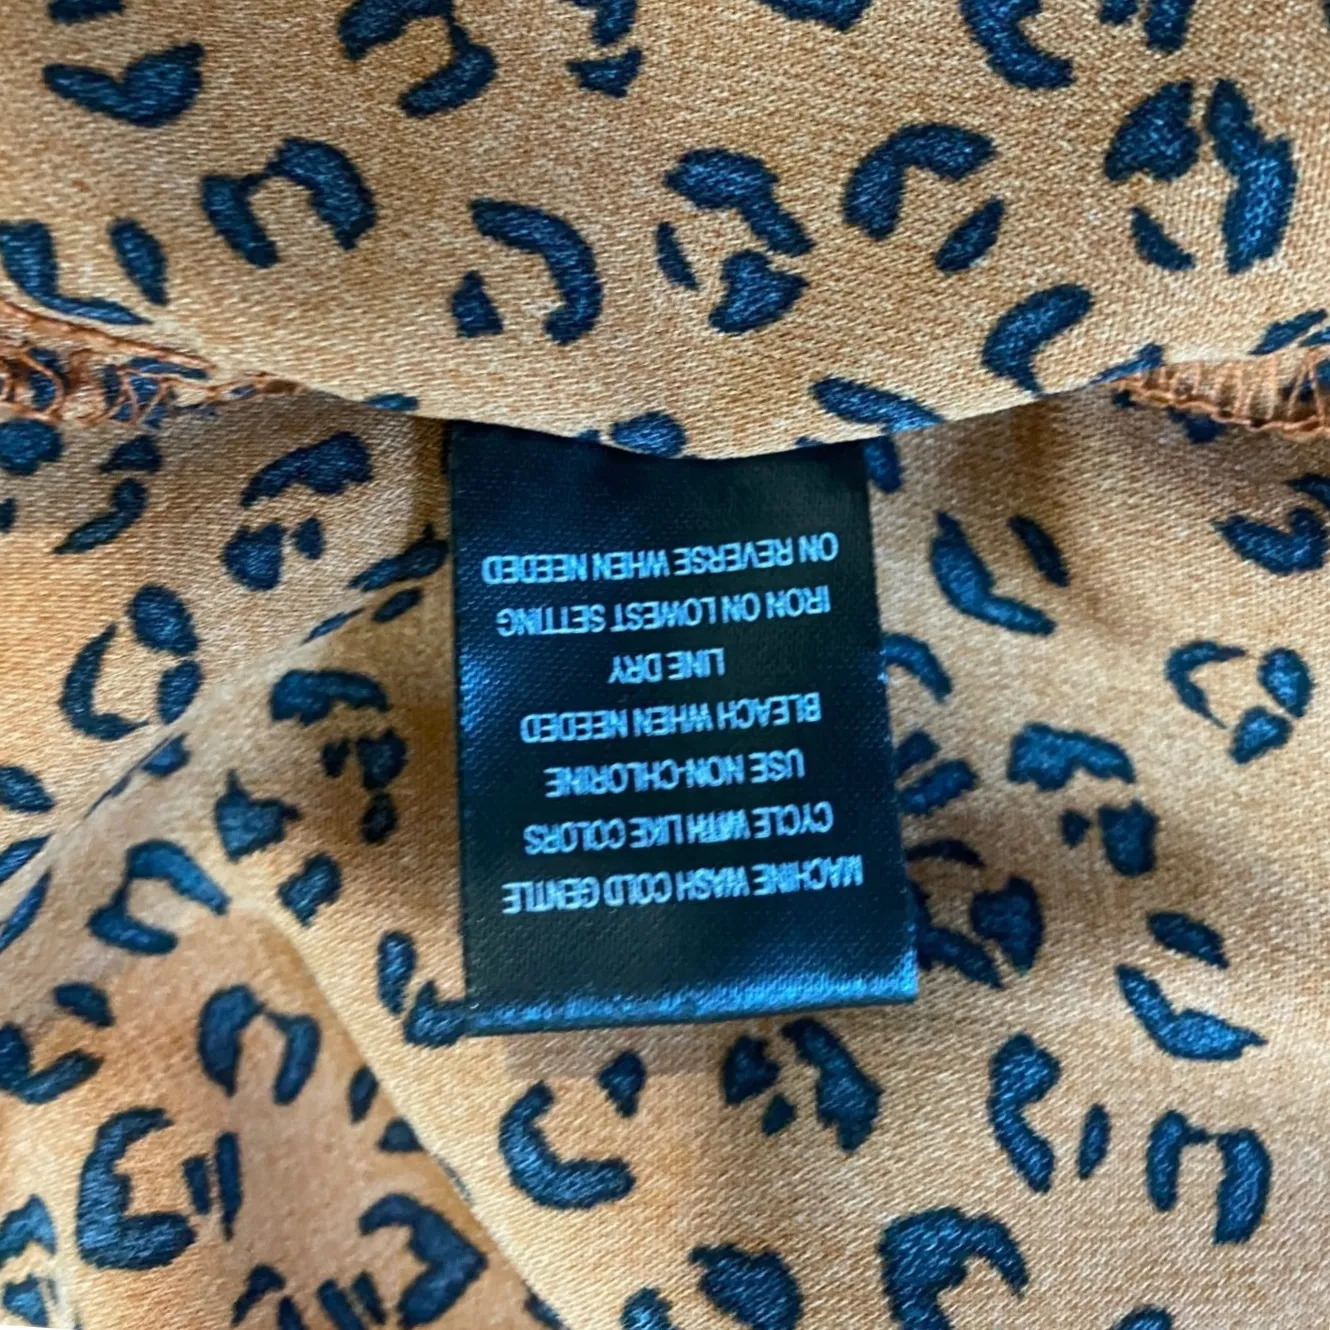 MACHINE WASH COLD GENTLE
CYCLE WITH LIKE COLORS
USE NON-CHLORINE
BLEACH WHEN NEEDED
LINE DRY
IRON ON LOWEST SETTING
ON REVERSE WHEN NEEDED